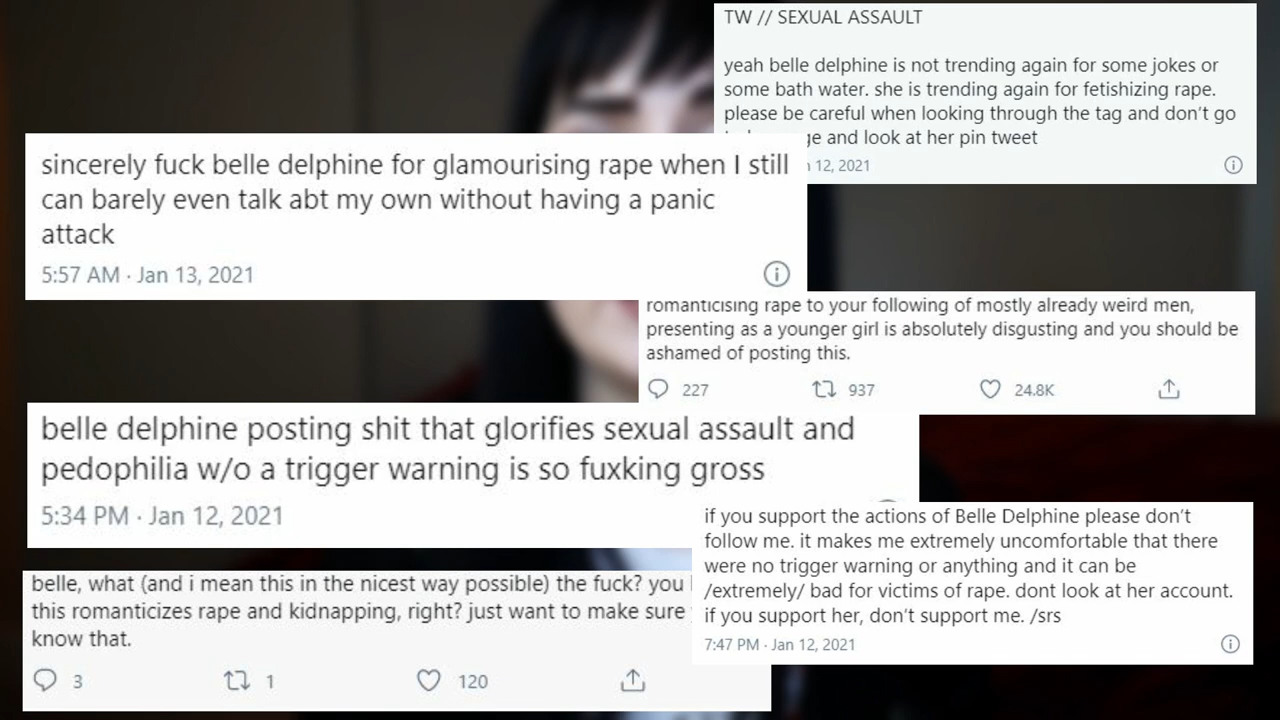 TW // SEXUAL ASSAULT
yeah belle delphine is not trending again for some jokes or
some bath water. she is trending again for fetishizing rape.
please be careful when looking through the tag and don't go
and look at her pin tweet
12, 2021
sincerely fuck belle delphine for glamourising rape when I still
can barely even talk abt my own without having a panic
attack
5:57 AM · Jan 13, 2021
romanticising rape to your following of mostly already weird men,
presenting as a younger girl is absolutely disgusting and you should be
ashamed of posting this.
227 937 24.8K
belle delphine posting shit that glorifies sexual assault and
pedophilia w/o a trigger warning is so fuxking gross
5:34 PM · Jan 12, 2021
if you support the actions of Belle Delphine please don't
follow me. it makes me extremely uncomfortable that there
were no trigger warning or anything and it can be
/extremely/ bad for victims of rape. dont look at her account.
if you support her, don't support me. /srs
7:47 PM · Jan 12, 2021
belle, what (and i mean this in the nicest way possible) the fuck? you
this romanticizes rape and kidnapping, right? just want to make sure
know that.
3 1 120